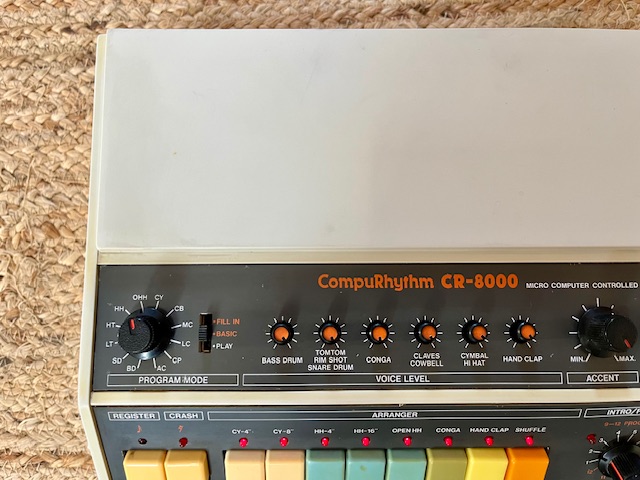 CompuRhythm CR-8000 MICRO COMPUTER CONTROLLED
OHH CY
HH CB
HT MC
LT LC
SD CP
BD AC
FILL IN
BASIC
PLAY
BASS DRUM
TOMTOM
RIM SHOT
SNARE DRUM
CONGA
CLAVES
COWBELL
CYMBAL
HI HAT
HAND CLAP
MIN. MAX.
PROGRAM MODE VOICE LEVEL ACCENT
REGISTER CRASH ARRANGER
CY-4" CY-8" HH-4" HH-16" OPEN HH CONGA HAND CLAP SHUFFLE